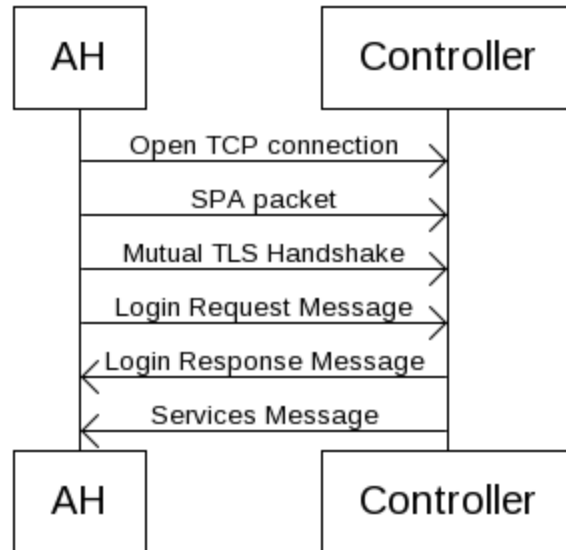 AH
Controller
Open TCP connection
SPA packet
Mutual TLS Handshake
Login Request Message
Login Response Message
Services Message
AH
Controller